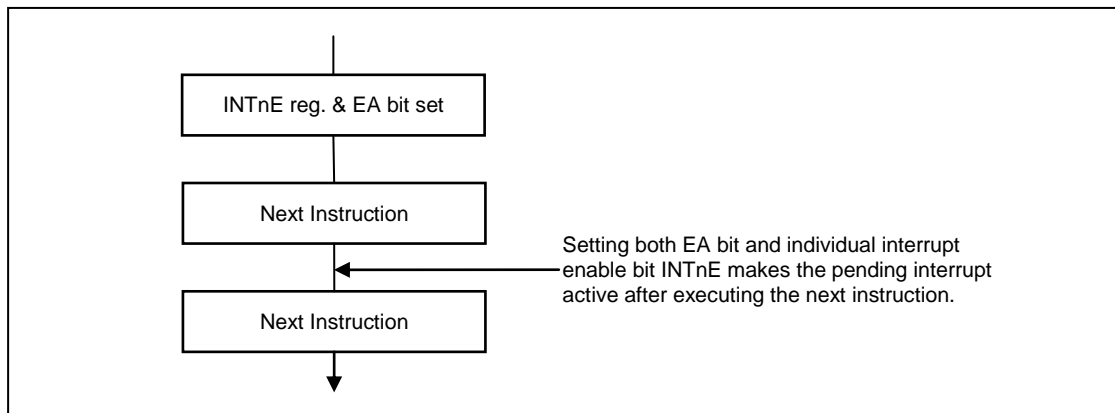 INTnE reg. & EA bit set
Next Instruction
Setting both EA bit and individual interrupt
enable bit INTnE makes the pending interrupt
active after executing the next instruction.
Next Instruction